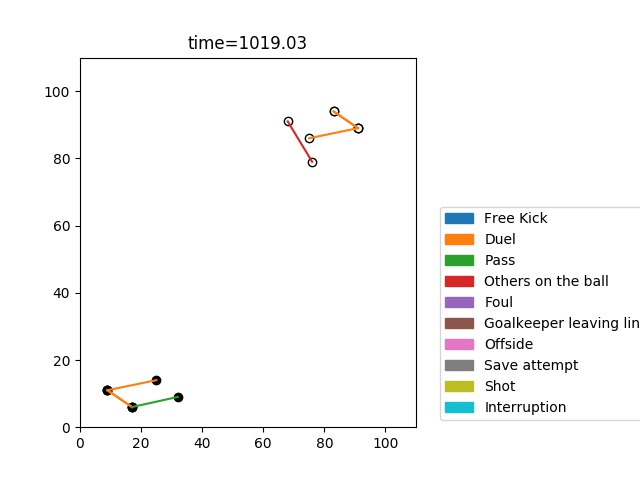 time=1019.03
100
80
60
40
20
0
0 20 40 60 80 100
Free Kick
Duel
Pass
Others on the ball
Foul
Goalkeeper leaving lin
Offside
Save attempt
Shot
Interruption